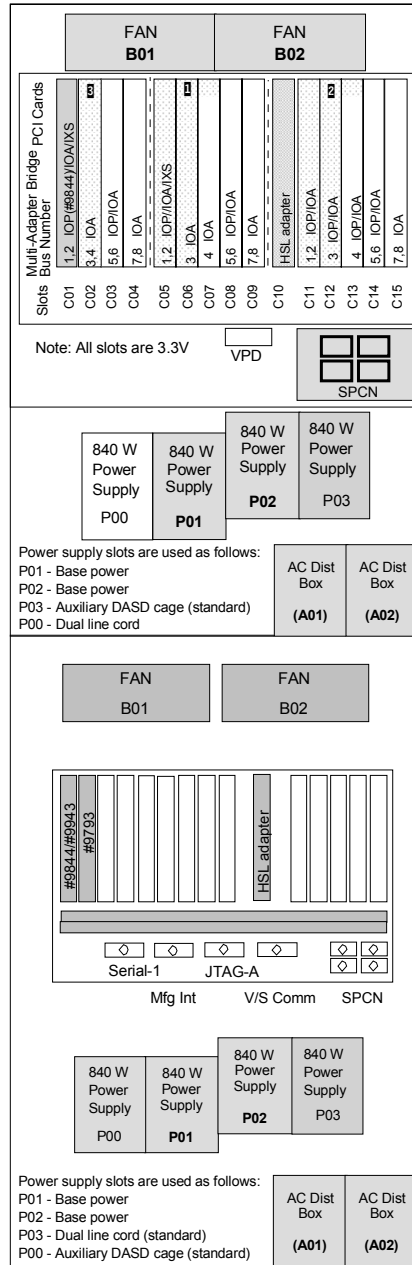 FAN
B01
FAN
B02
Multi-Adapter Bridge PCI Cards
Bus Number
Slots
1,2 IOP(#9844)/IOA/IXS
3,4 IOA
5,6 IOP/IOA
7,8 IOA
1,2 IOP/IOA/IXS
3 IOA
4 IOA
5,6 IOP/IOA
7,8 IOA
HSL adapter
1,2 IOP/IOA
3 IOP/IOA
4 IOP/IOA
5,6 IOP/IOA
7,8 IOA
3
1
2
C01
C02
C03
C04
C05
C06
C07
C08
C09
C10
C11
C12
C13
C14
C15
Note: All slots are 3.3V
VPD
SPCN
840 W
Power
Supply
P00
840 W
Power
Supply
P01
840 W
Power
Supply
P02
840 W
Power
Supply
P03
Power supply slots are used as follows:
P01 - Base power
P02 - Base power
P03 - Auxiliary DASD cage (standard)
P00 - Dual line cord
AC Dist
Box
(A01)
AC Dist
Box
(A02)
FAN
B01
FAN
B02
#9844/#9943
#9793
HSL adapter
Serial-1
JTAG-A
Mfg Int
V/S Comm
SPCN
840 W
Power
Supply
P00
840 W
Power
Supply
P01
840 W
Power
Supply
P02
840 W
Power
Supply
P03
Power supply slots are used as follows:
P01 - Base power
P02 - Base power
P03 - Dual line cord (standard)
P00 - Auxiliary DASD cage (standard)
AC Dist
Box
(A01)
AC Dist
Box
(A02)